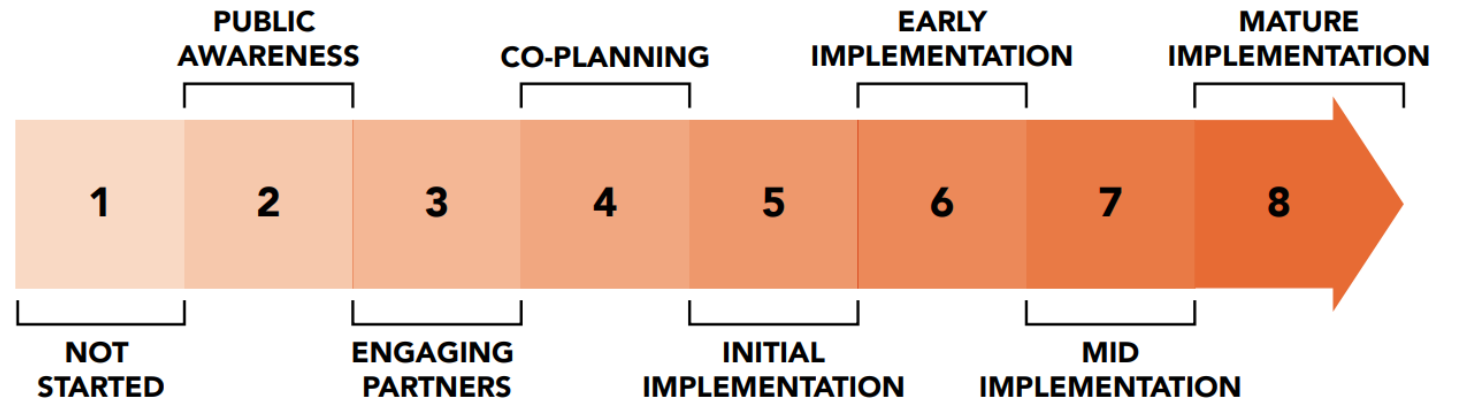 PUBLIC
AWARENESS
CO-PLANNING
EARLY
IMPLEMENTATION
MATURE
IMPLEMENTATION
1
2
3
4
5
6
7
8
NOT
STARTED
ENGAGING
PARTNERS
INITIAL
IMPLEMENTATION
MID
IMPLEMENTATION